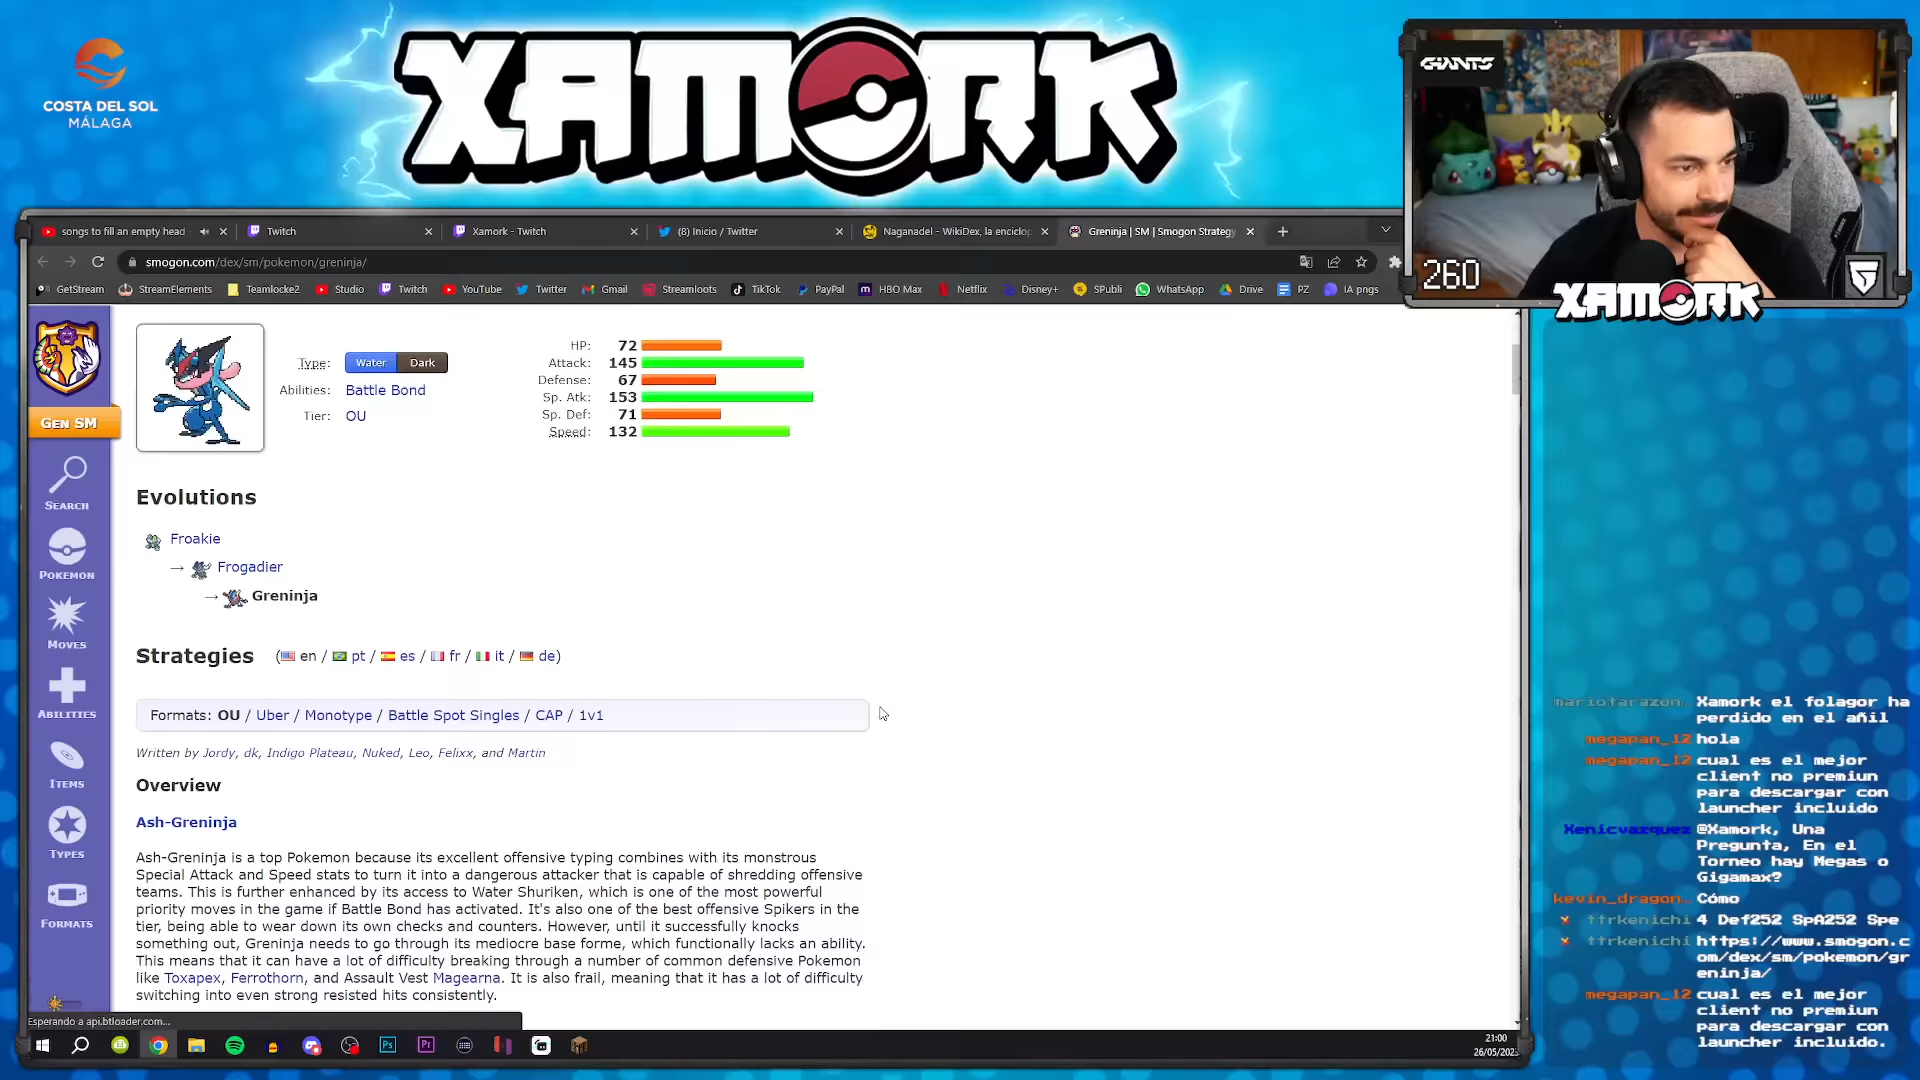 COSTA DEL SOL
MÁLAGA
XAMORK
GIANTS
260
XAMORK
songs to fill an empty head
Twitch
Xamork - Twitch
(8) Inicio / Twitter
Naganadel - WikiDex, la enciclop
Greninja | SM | Smogon Strategy
smogon.com/dex/sm/pokemon/greninja/
GetStream
StreamElements
Teamlocke2
Studio
Twitch
YouTube
Twitter
Gmail
Streamloots
TikTok
PayPal
HBO Max
Netflix
Disney+
SPubli
WhatsApp
Drive
PZ
IA pngs
GEN SM
SEARCH
POKEMON
MOVES
ABILITIES
ITEMS
TYPES
FORMATS
Type: Water Dark
Abilities: Battle Bond
Tier: OU
HP: 72
Attack: 145
Defense: 67
Sp. Atk: 153
Sp. Def: 71
Speed: 132
Evolutions
Froakie
→ Frogadier
→ Greninja
Strategies (en / pt / es / fr / it / de)
Formats: OU / Uber / Monotype / Battle Spot Singles / CAP / 1v1
Written by Jordy, dk, Indigo Plateau, Nuked, Leo, Felixx, and Martin
Overview
Ash-Greninja
Ash-Greninja is a top Pokemon because its excellent offensive typing combines with its monstrous
Special Attack and Speed stats to turn it into a dangerous attacker that is capable of shredding offensive
teams. This is further enhanced by its access to Water Shuriken, which is one of the most powerful
priority moves in the game if Battle Bond has activated. It's also one of the best offensive Spikers in the
tier, being able to wear down its own checks and counters. However, until it successfully knocks
something out, Greninja needs to go through its mediocre base forme, which functionally lacks an ability.
This means that it can have a lot of difficulty breaking through a number of common defensive Pokemon
like Toxapex, Ferrothorn, and Assault Vest Magearna. It is also frail, meaning that it has a lot of difficulty
switching into even strong resisted hits consistently.
Esperando a api.btloader.com...
Ps
Pr
21:00
26/05/202
mariotarazon.. Xamork el folagor ha
perdido en el añil
megapan_12 hola
megapan_12 cual es el mejor
client no premiun
para descargar con
launcher incluido
Xenicvazquez @Xamork, Una
Pregunta, En el
Torneo hay Megas o
Gigamax?
kevin_dragon.. Cómo
ttrkenichi 4 Def252 SpA252 Spe
ttrkenichi https://www.smogon.c
om/dex/sm/pokemon/gr
eninja/
megapan_12 cual es el mejor
client no premiun
para descargar con
launcher incluido.